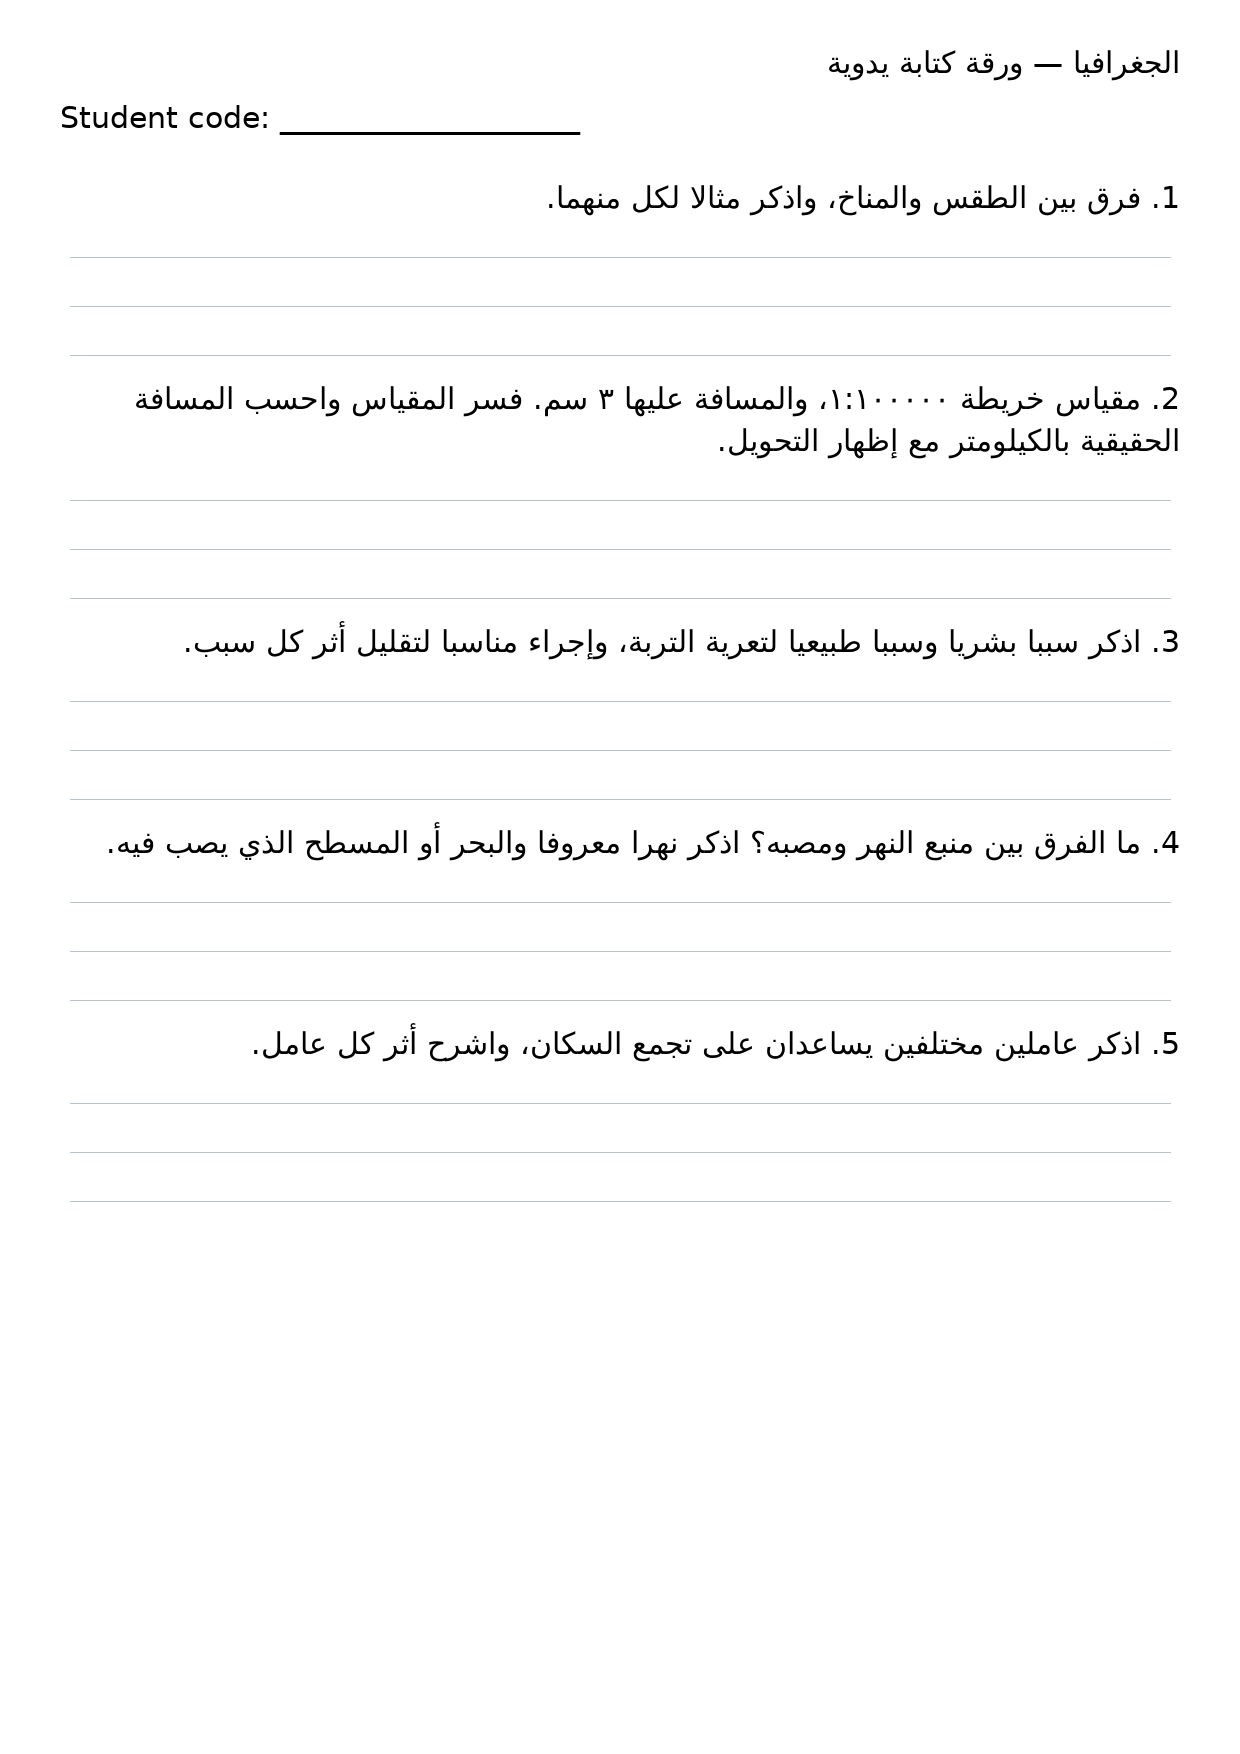 الجغرافيا — ورقة كتابة يدوية
Student code: ____________________
1. فرق بين الطقس والمناخ، واذكر مثالا لكل منهما.
2. مقياس خريطة ١:١٠٠٠٠٠، والمسافة عليها ٣ سم. فسر المقياس واحسب المسافة
الحقيقية بالكيلومتر مع إظهار التحويل.
3. اذكر سببا بشريا وسببا طبيعيا لتعرية التربة، وإجراء مناسبا لتقليل أثر كل سبب.
4. ما الفرق بين منبع النهر ومصبه؟ اذكر نهرا معروفا والبحر أو المسطح الذي يصب فيه.
5. اذكر عاملين مختلفين يساعدان على تجمع السكان، واشرح أثر كل عامل.